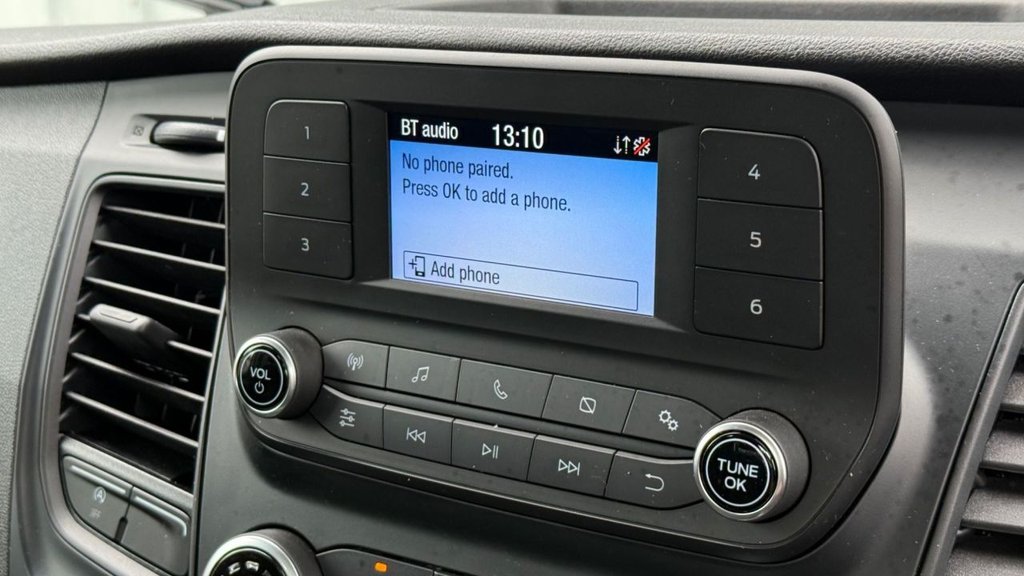 BT audio 13:10
No phone paired.
Press OK to add a phone.
Add phone
1
2
3
4
5
6
VOL
TUNE
OK